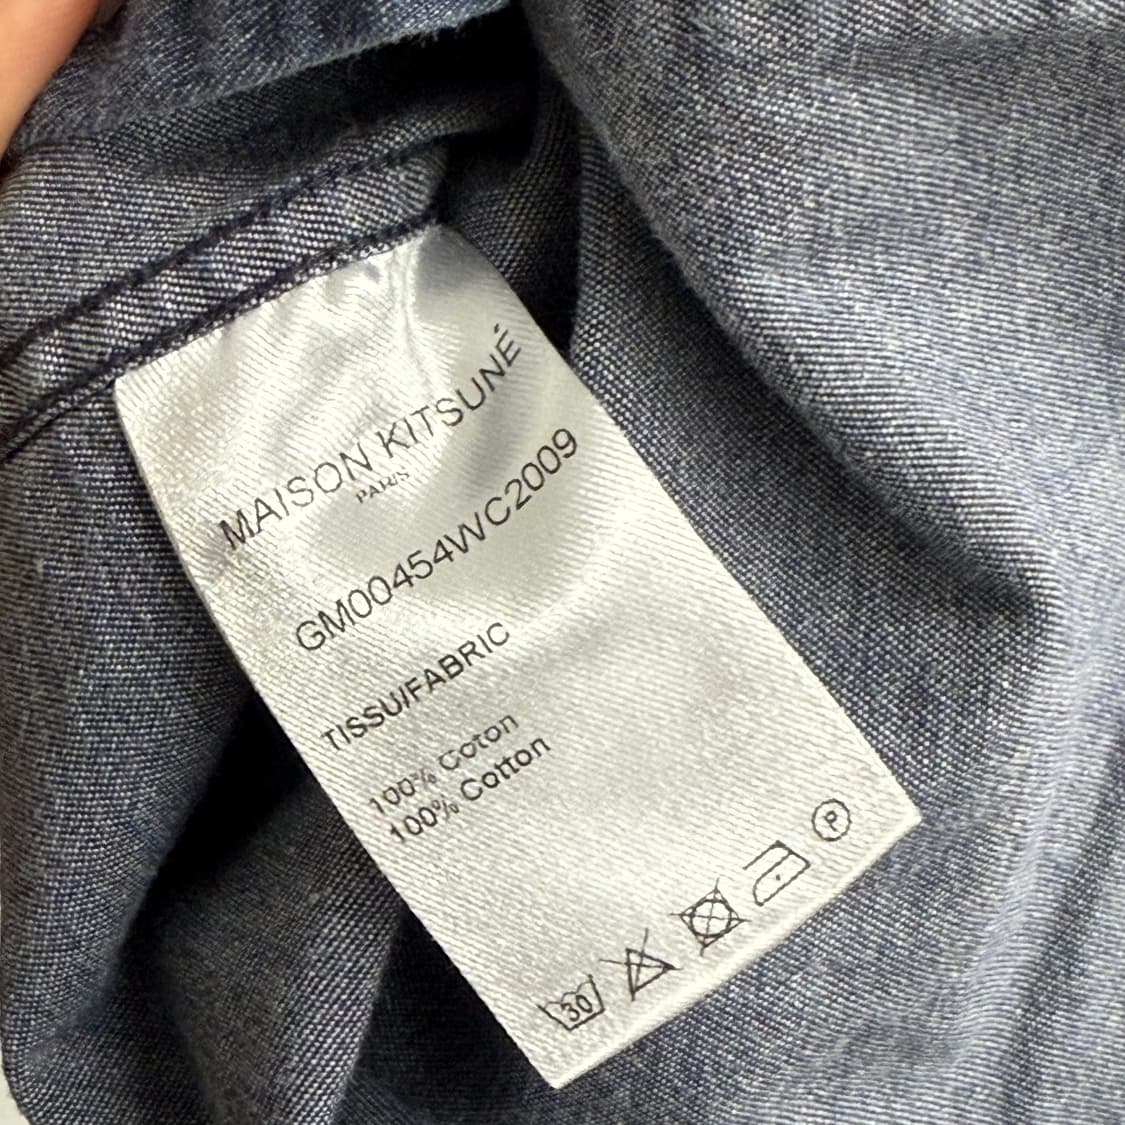 MAISON KITSUNÉ
PARIS
GM00454WC2009
TISSU/FABRIC
100% Coton
100% Cotton
30
P